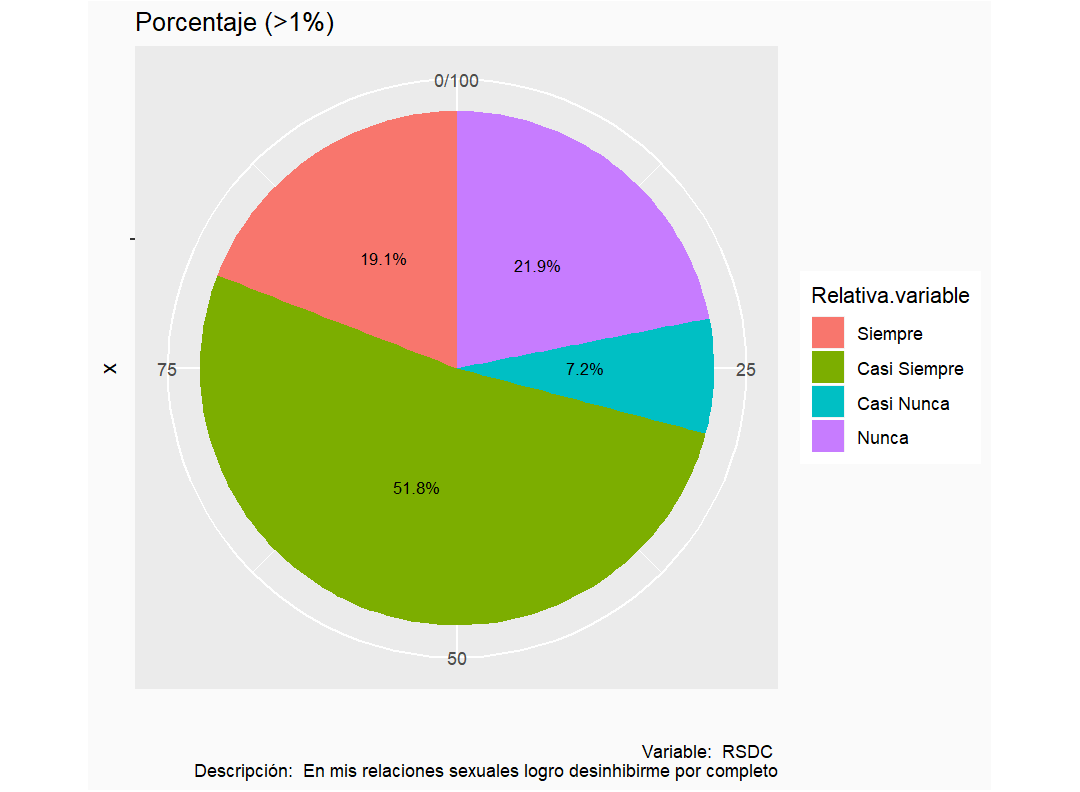 Porcentaje (>1%)
0/100
19.1%
21.9%
Relativa.variable
Siempre
Casi Siempre
Casi Nunca
Nunca
x
75
7.2%
25
51.8%
50
Variable:  RSDC
Descripción:  En mis relaciones sexuales logro desinhibirme por completo